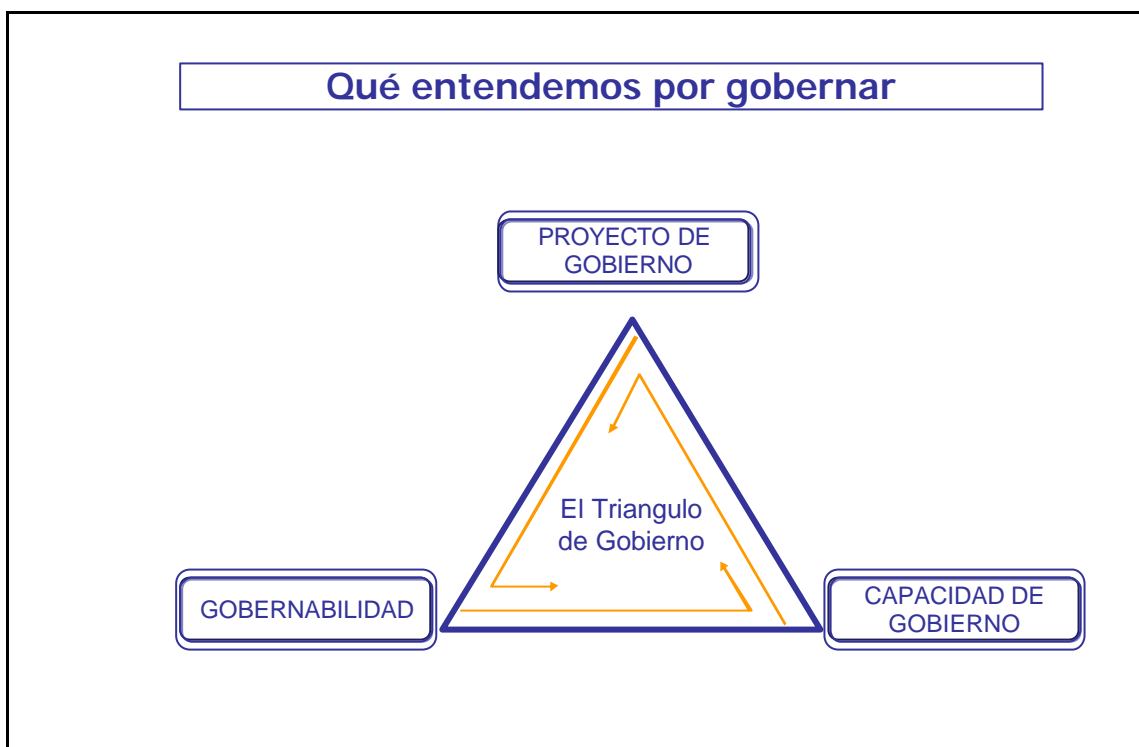 Qué entendemos por gobernar
PROYECTO DE
GOBIERNO
El Triangulo
de Gobierno
GOBERNABILIDAD
CAPACIDAD DE
GOBIERNO